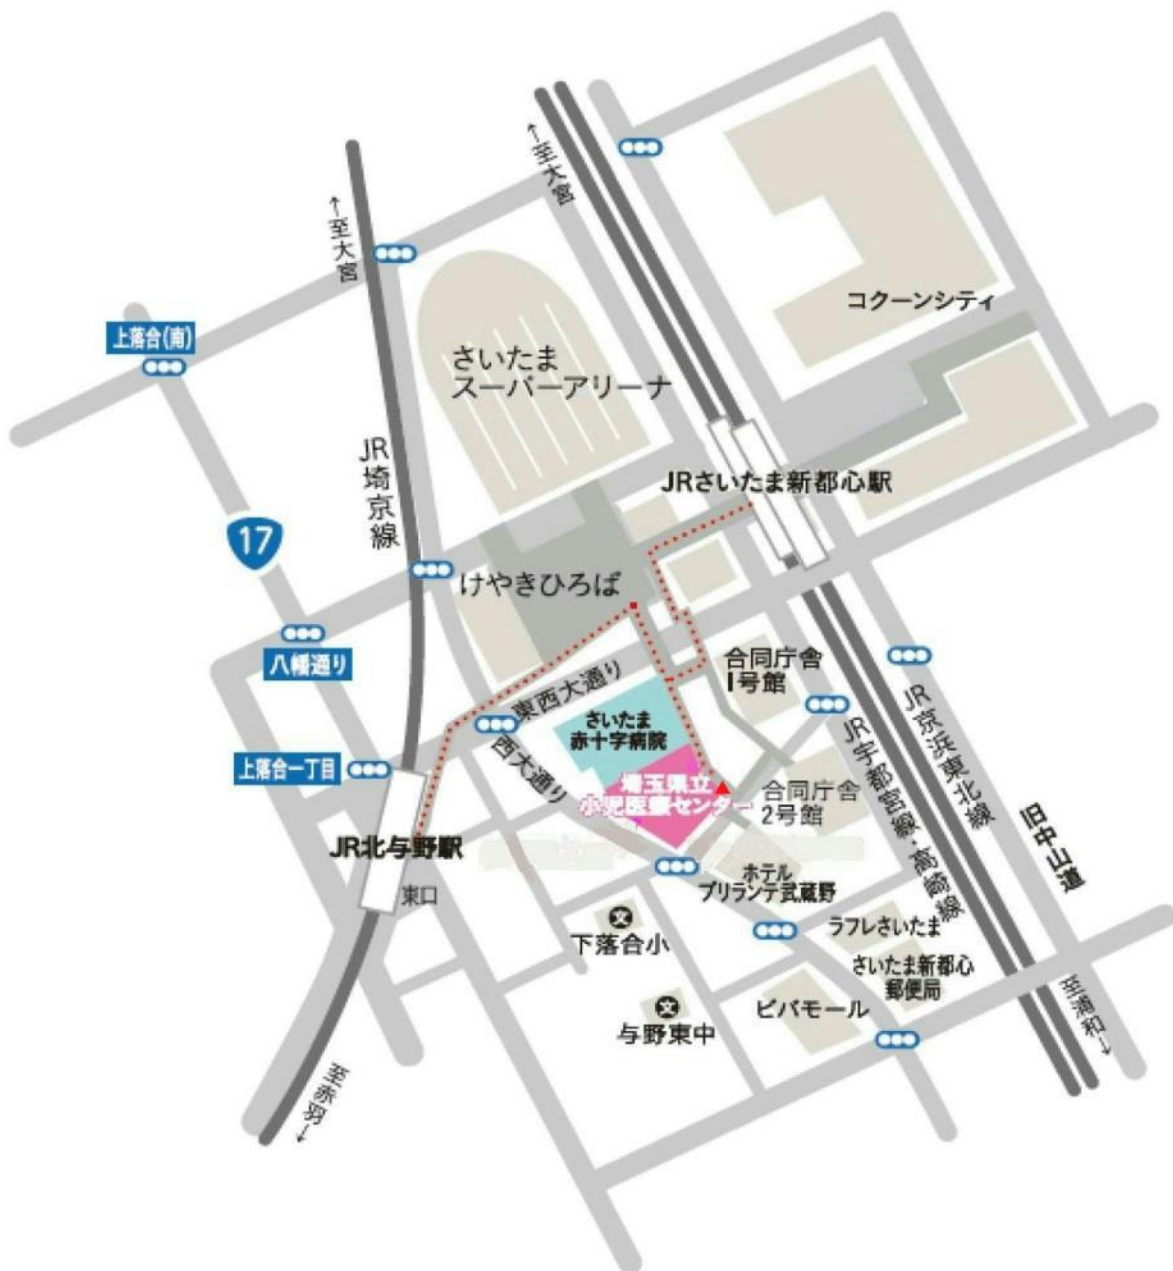 ↑至大宮
↑至大宮
コクーンシティ
上落合(南)
さいたま
スーパーアリーナ
JR埼京線
JRさいたま新都心駅
17
けやきひろば
八幡通り
東西大通り
合同庁舎
1号館
さいたま
赤十字病院
西大通り
上落合一丁目
埼玉県立
小児医療センター
合同庁舎
2号館
JR宇都宮線・高崎線
JR京浜東北線
旧中山道
JR北与野駅
東口
ホテル
ブリランテ武蔵野
文
下落合小
ラフレさいたま
さいたま新都心
郵便局
文
与野東中
ビバモール
至浦和→
至赤羽→